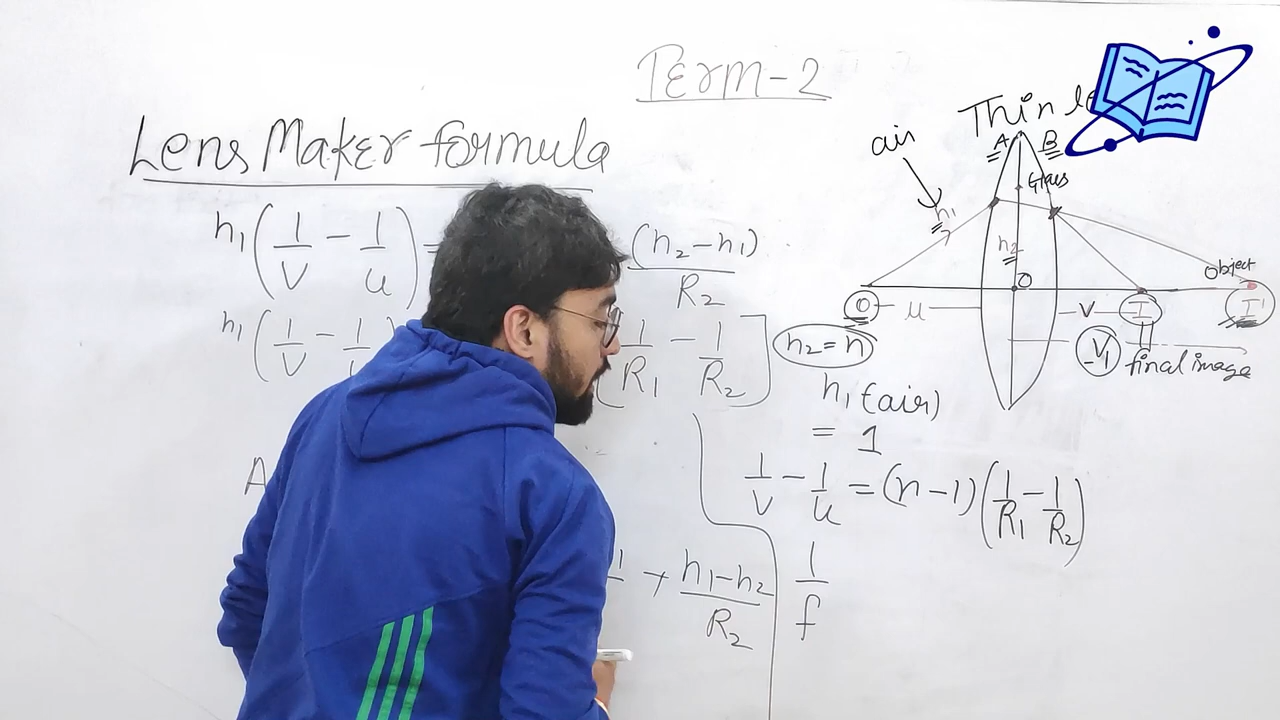 Term-2
Lens Maker formula
n₁(1/v - 1/u) = (n₂-n₁)/R₂
n₁(1/v - 1/ [1/R₁ - 1/R₂]
A
+ n₁-n₂/R₂
Thin
air
A B
Glass
n₁
n₂
O
Object
O u v I I'
-v₁
final image
n₂ = n
n₁ (air)
= 1
1/v - 1/u = (n-1)(1/R₁ - 1/R₂)
1/f